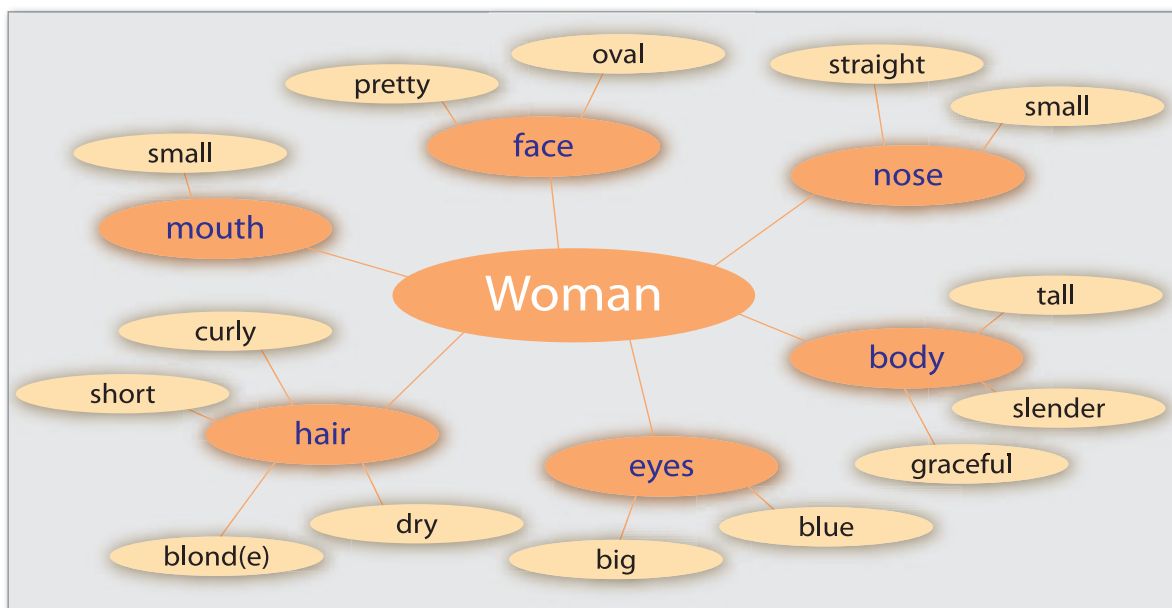 oval
straight
pretty
small
face
small
nose
mouth
Woman
tall
curly
body
short
slender
hair
eyes
graceful
dry
blue
blond(e)
big